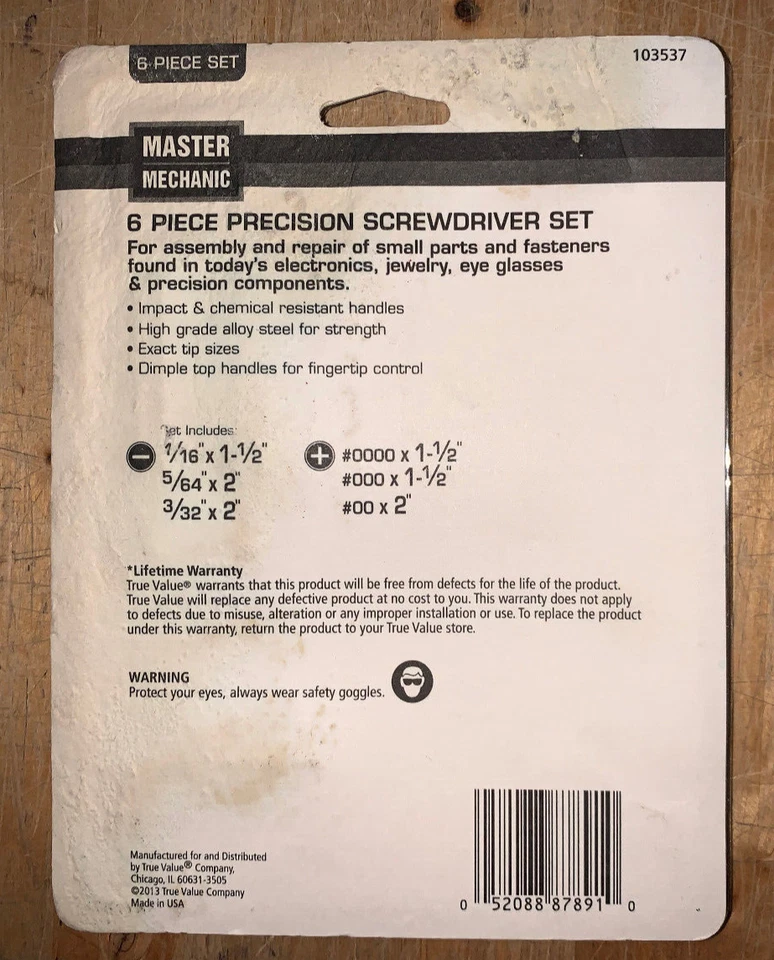 6 PIECE SET
103537
MASTER
MECHANIC
6 PIECE PRECISION SCREWDRIVER SET
For assembly and repair of small parts and fasteners
found in today's electronics, jewelry, eye glasses
& precision components.
• Impact & chemical resistant handles
• High grade alloy steel for strength
• Exact tip sizes
• Dimple top handles for fingertip control
Set Includes:
1/16" x 1-1/2"
5/64" x 2"
3/32" x 2"
#0000 x 1-1/2"
#000 x 1-1/2"
#00 x 2"
*Lifetime Warranty
True Value® warrants that this product will be free from defects for the life of the product.
True Value will replace any defective product at no cost to you. This warranty does not apply
to defects due to misuse, alteration or any improper installation or use. To replace the product
under this warranty, return the product to your True Value store.
WARNING
Protect your eyes, always wear safety goggles.
Manufactured for and Distributed
by True Value® Company,
Chicago, IL 60631-3505
©2013 True Value Company
Made in USA
0 52088 87891 0